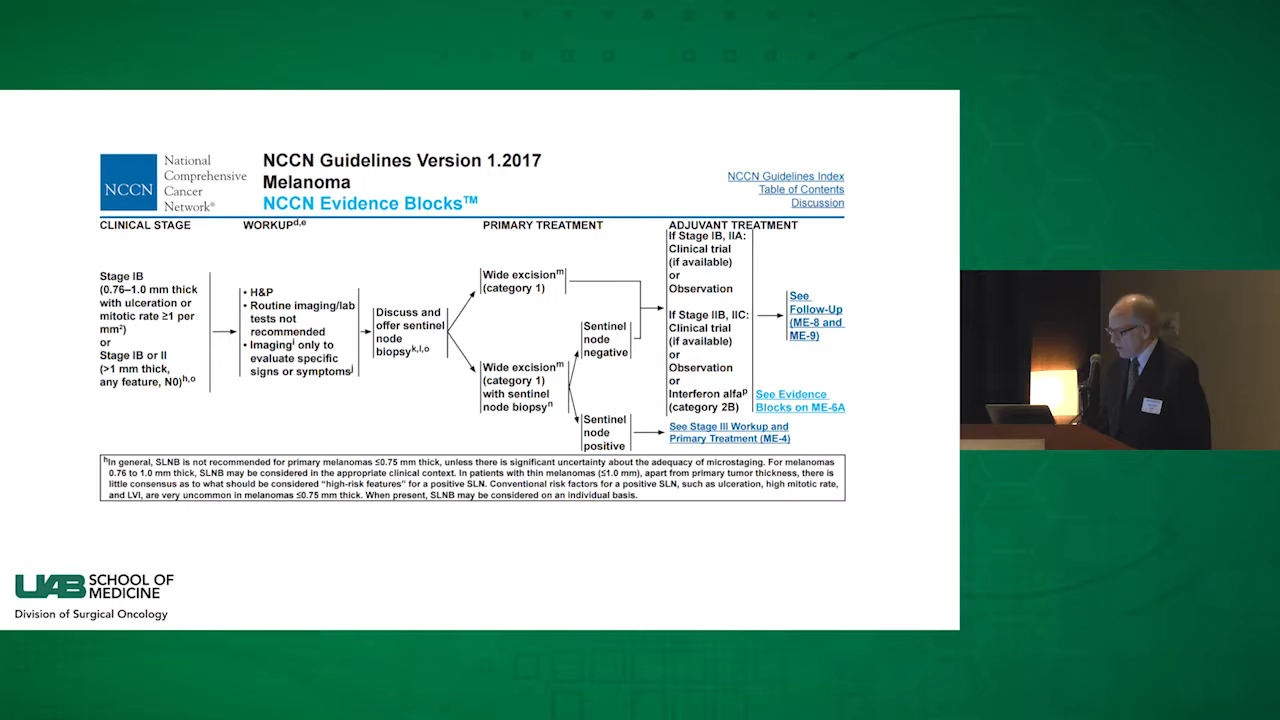 NCCN
National
Comprehensive
Cancer
Network®
NCCN Guidelines Version 1.2017
Melanoma
NCCN Evidence Blocks™
NCCN Guidelines Index
Table of Contents
Discussion
CLINICAL STAGE
WORKUPd,e
PRIMARY TREATMENT
ADJUVANT TREATMENT
Stage IB
(0.76–1.0 mm thick
with ulceration or
mitotic rate ≥1 per
mm²)
or
Stage IB or II
(>1 mm thick,
any feature, N0)h,o
• H&P
• Routine imaging/lab
tests not
recommended
• Imagingi only to
evaluate specific
signs or symptomsj
Discuss and
offer sentinel
node
biopsyk,l,o
Wide excisionm
(category 1)
Wide excisionm
(category 1)
with sentinel
node biopsyn
Sentinel
node
negative
Sentinel
node
positive
If Stage IB, IIA:
Clinical trial
(if available)
or
Observation
If Stage IIB, IIC:
Clinical trial
(if available)
or
Observation
or
Interferon alfap
(category 2B)
See Evidence
Blocks on ME-6A
See
Follow-Up
(ME-8 and
ME-9)
See Stage III Workup and
Primary Treatment (ME-4)
hIn general, SLNB is not recommended for primary melanomas ≤0.75 mm thick, unless there is significant uncertainty about the adequacy of microstaging. For melanomas
0.76 to 1.0 mm thick, SLNB may be considered in the appropriate clinical context. In patients with thin melanomas (≤1.0 mm), apart from primary tumor thickness, there is
little consensus as to what should be considered “high-risk features” for a positive SLN. Conventional risk factors for a positive SLN, such as ulceration, high mitotic rate,
and LVI, are very uncommon in melanomas ≤0.75 mm thick. When present, SLNB may be considered on an individual basis.
UAB SCHOOL OF
MEDICINE
Division of Surgical Oncology